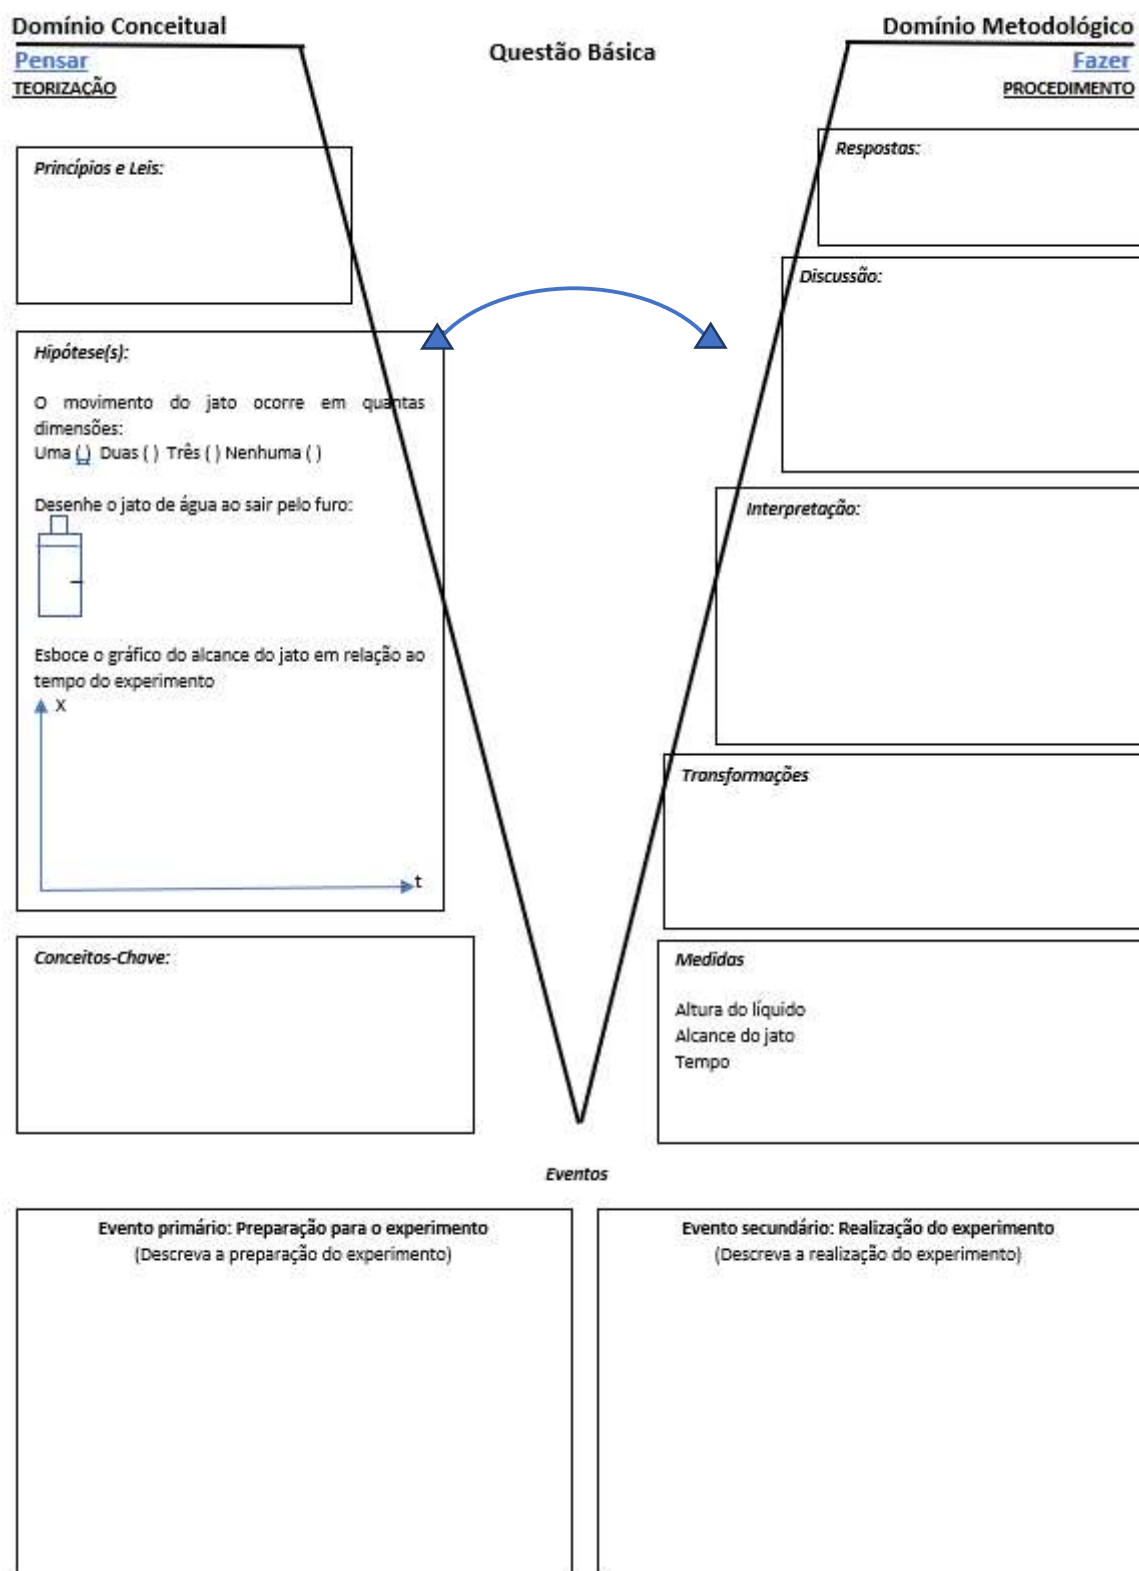 Domínio Conceitual
Pensar
TEORIZAÇÃO
Questão Básica
Domínio Metodológico
Fazer
PROCEDIMENTO
Princípios e Leis:
Hipótese(s):
O movimento do jato ocorre em quantas
dimensões:
Uma ( ) Duas ( ) Três ( ) Nenhuma ( )
Desenhe o jato de água ao sair pelo furo:
Esboce o gráfico do alcance do jato em relação ao
tempo do experimento
X
t
Conceitos-Chave:
Respostas:
Discussão:
Interpretação:
Transformações
Medidas
Altura do líquido
Alcance do jato
Tempo
Eventos
Evento primário: Preparação para o experimento
(Descreva a preparação do experimento)
Evento secundário: Realização do experimento
(Descreva a realização do experimento)